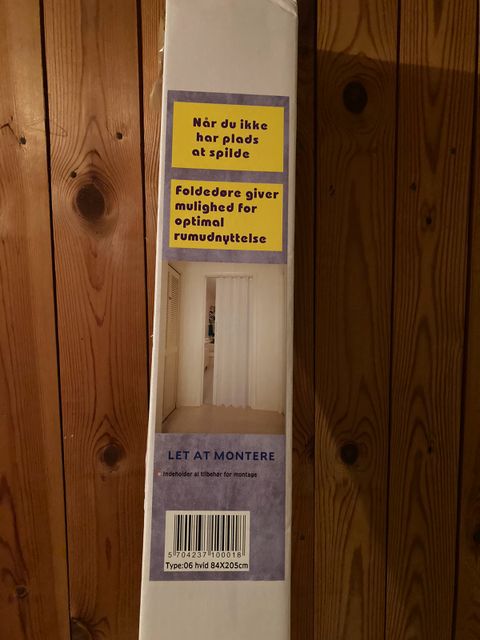 Når du ikke
har plads
at spilde
Foldedøre giver
mulighed for
optimal
rumudnyttelse
LET AT MONTERE
• Indeholder al tilbehør for montage
5 704237 100018
Type:06 hvid 84X205cm